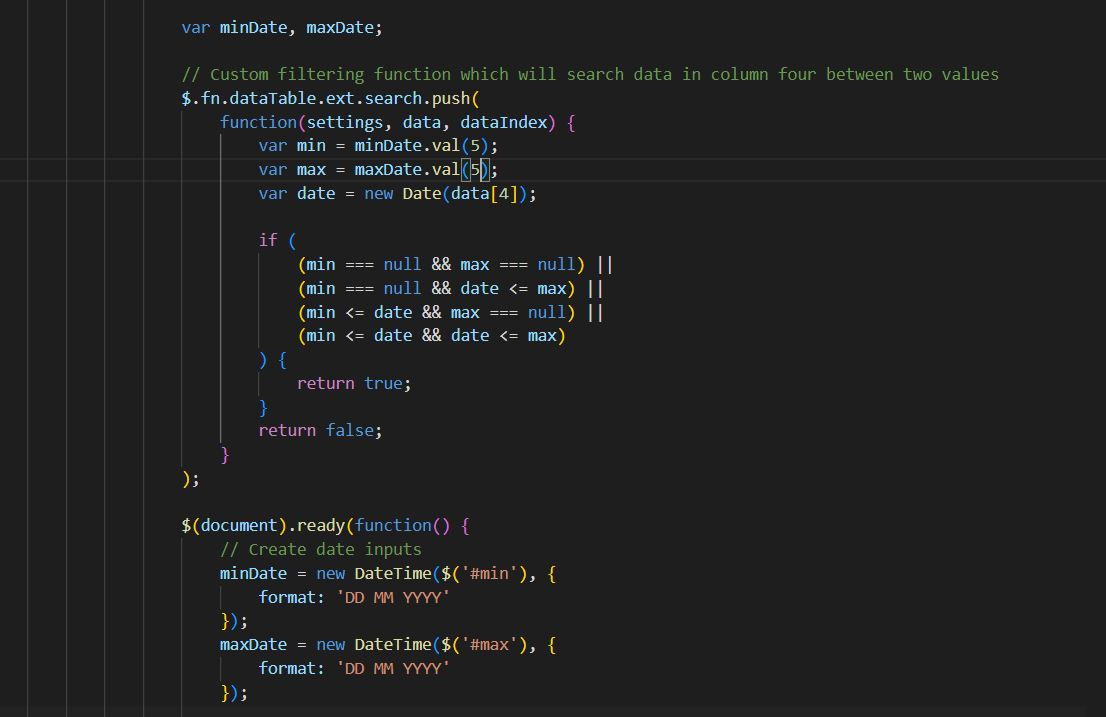 var minDate, maxDate;
// Custom filtering function which will search data in column four between two values
$.fn.dataTable.ext.search.push(
function(settings, data, dataIndex) {
var min = minDate.val(5);
var max = maxDate.val(5);
var date = new Date(data[4]);
if (
(min === null && max === null) ||
(min === null && date <= max) ||
(min <= date && max === null) ||
(min <= date && date <= max)
) {
return true;
}
return false;
}
);
$(document).ready(function() {
// Create date inputs
minDate = new DateTime($('#min'), {
format: 'DD MM YYYY'
});
maxDate = new DateTime($('#max'), {
format: 'DD MM YYYY'
});